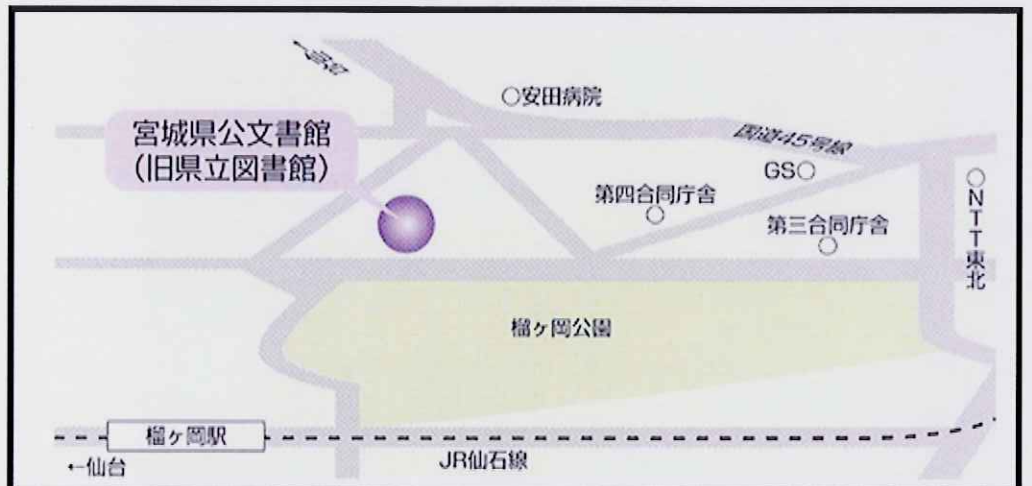 安田病院
宮城県公文書館
(旧県立図書館)
国道45号線
GS
第四合同庁舎
第三合同庁舎
NTT東北
榴ヶ岡公園
榴ヶ岡駅
←仙台
JR仙石線